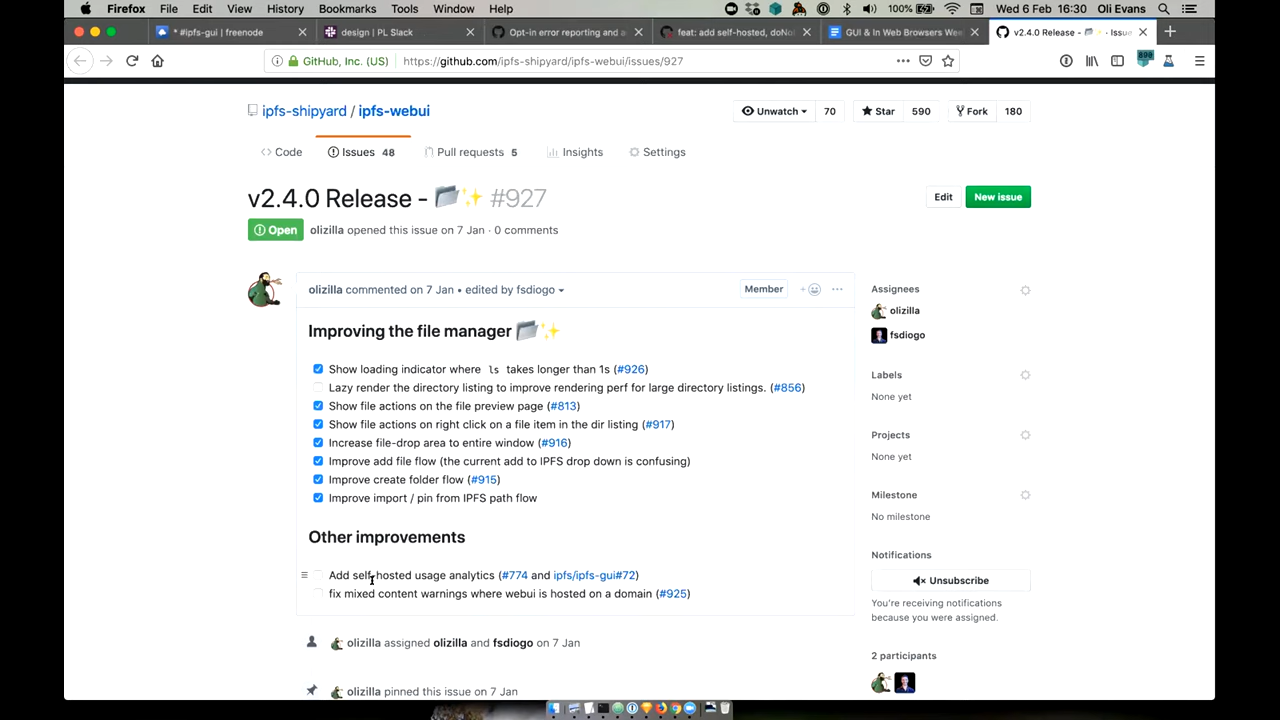 Firefox File Edit View History Bookmarks Tools Window Help 100% Wed 6 Feb 16:30 Oli Evans
* #ipfs-gui | freenode design | PL Slack Opt-in error reporting and a feat: add self-hosted, doNo GUI & In Web Browsers Wee v2.4.0 Release - 📁✨ · Issue
GitHub, Inc. (US) https://github.com/ipfs-shipyard/ipfs-webui/issues/927
ipfs-shipyard / ipfs-webui Unwatch 70 Star 590 Fork 180
Code Issues 48 Pull requests 5 Insights Settings
v2.4.0 Release - 📁✨ #927 Edit New issue
Open olizilla opened this issue on 7 Jan · 0 comments
olizilla commented on 7 Jan • edited by fsdiogo Member
Improving the file manager 📁✨
Show loading indicator where ls takes longer than 1s (#926)
Lazy render the directory listing to improve rendering perf for large directory listings. (#856)
Show file actions on the file preview page (#813)
Show file actions on right click on a file item in the dir listing (#917)
Increase file-drop area to entire window (#916)
Improve add file flow (the current add to IPFS drop down is confusing)
Improve create folder flow (#915)
Improve import / pin from IPFS path flow
Other improvements
Add self-hosted usage analytics (#774 and ipfs/ipfs-gui#72)
fix mixed content warnings where webui is hosted on a domain (#925)
olizilla assigned olizilla and fsdiogo on 7 Jan
olizilla pinned this issue on 7 Jan
Assignees
olizilla
fsdiogo
Labels
None yet
Projects
None yet
Milestone
No milestone
Notifications
Unsubscribe
You're receiving notifications
because you were assigned.
2 participants